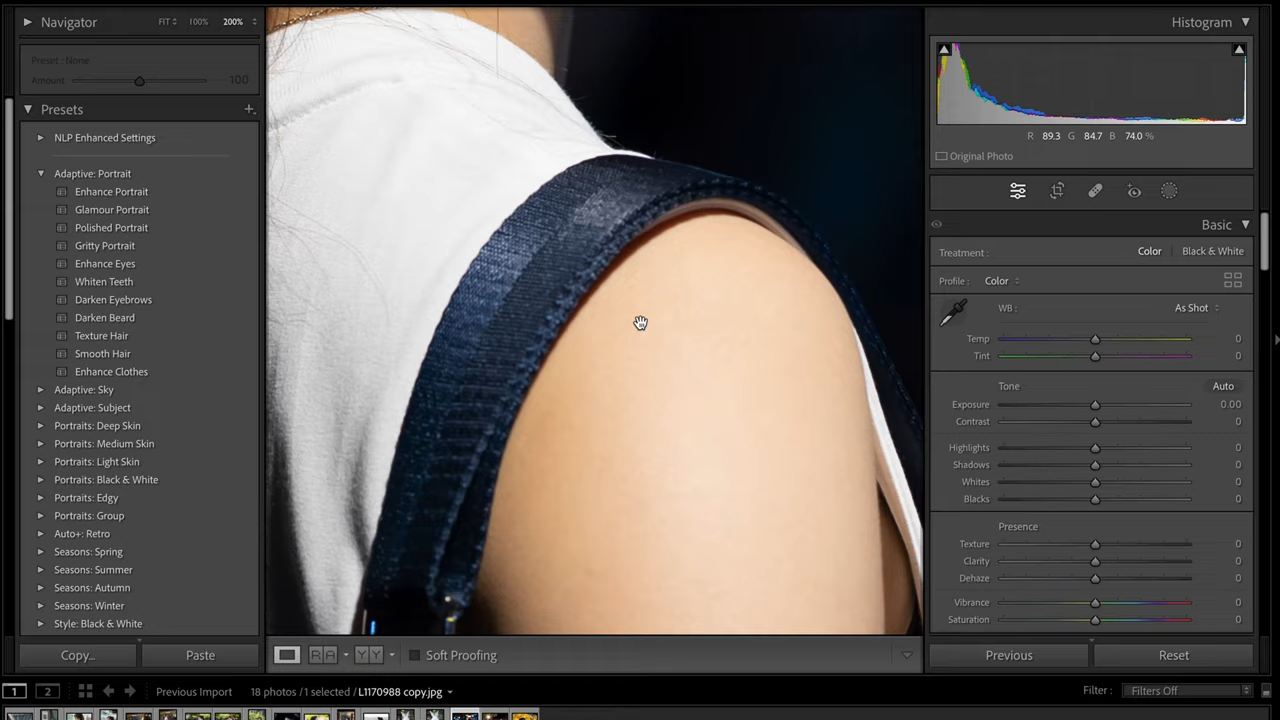 Navigator
FIT 100% 200%
Preset : None
Amount 100
Presets +
NLP Enhanced Settings
Adaptive: Portrait
Enhance Portrait
Glamour Portrait
Polished Portrait
Gritty Portrait
Enhance Eyes
Whiten Teeth
Darken Eyebrows
Darken Beard
Texture Hair
Smooth Hair
Enhance Clothes
Adaptive: Sky
Adaptive: Subject
Portraits: Deep Skin
Portraits: Medium Skin
Portraits: Light Skin
Portraits: Black & White
Portraits: Edgy
Portraits: Group
Auto+: Retro
Seasons: Spring
Seasons: Summer
Seasons: Autumn
Seasons: Winter
Style: Black & White
Copy... Paste
R A Y Y Soft Proofing
Histogram
R 89.3 G 84.7 B 74.0 %
Original Photo
Basic
Treatment : Color Black & White
Profile : Color
WB : As Shot
Temp 0
Tint 0
Tone Auto
Exposure 0.00
Contrast 0
Highlights 0
Shadows 0
Whites 0
Blacks 0
Presence
Texture 0
Clarity 0
Dehaze 0
Vibrance 0
Saturation 0
Previous Reset
1 2 Previous Import 18 photos / 1 selected / L1170988 copy.jpg Filter : Filters Off